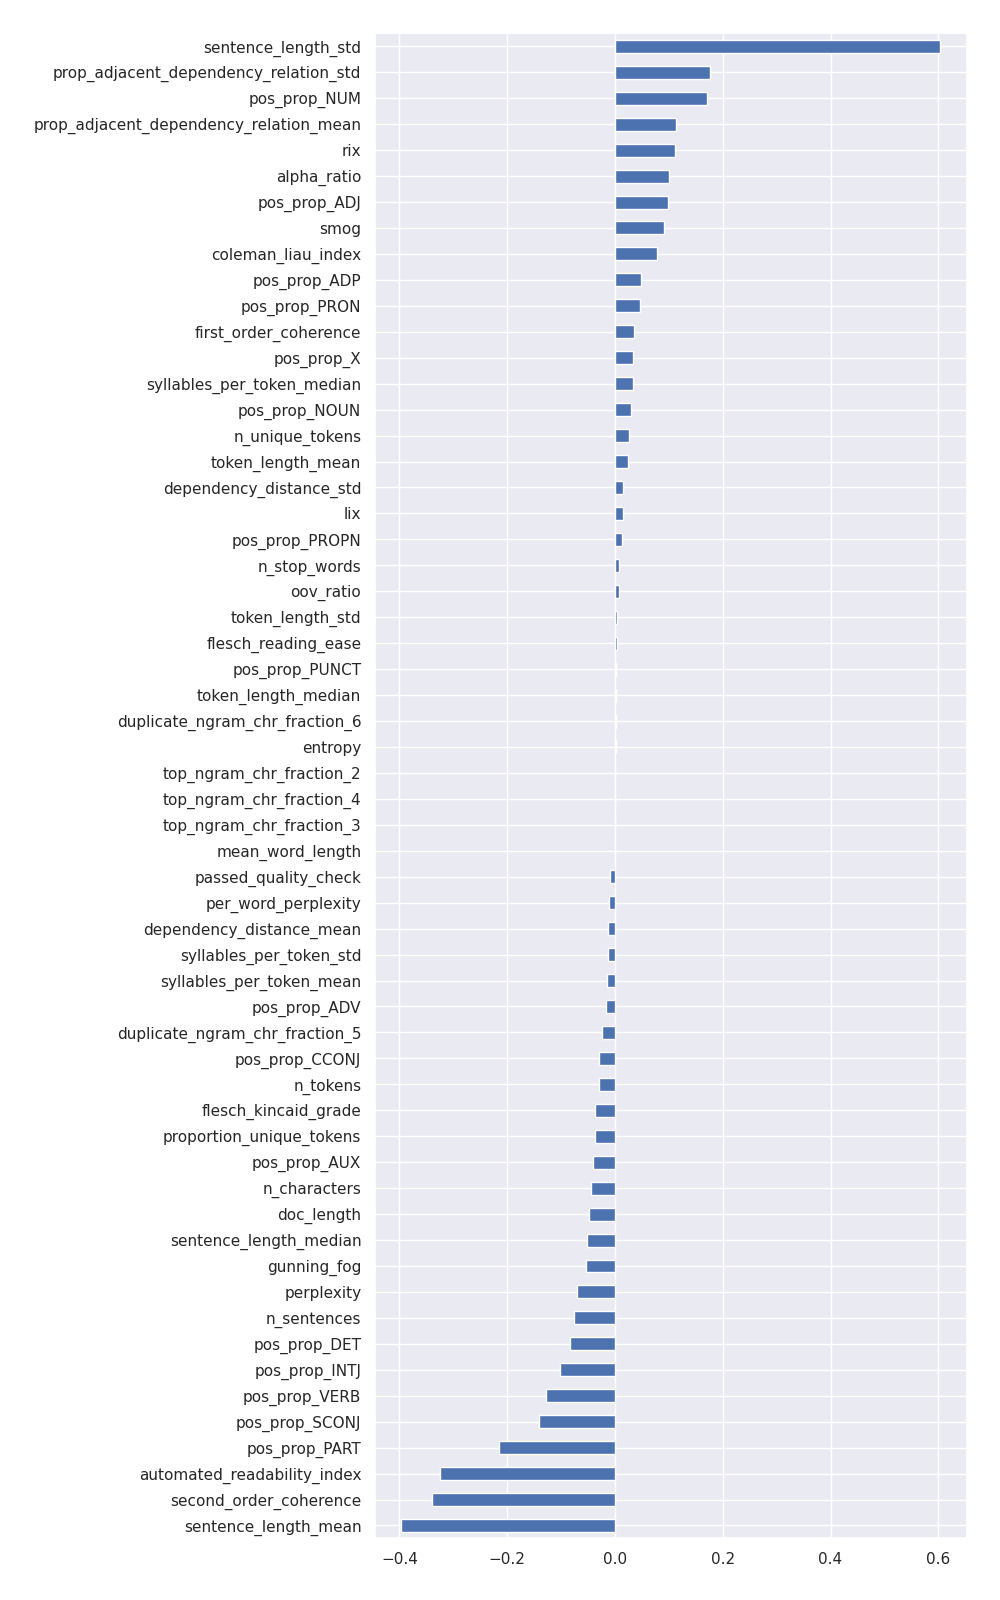 sentence_length_std
prop_adjacent_dependency_relation_std
pos_prop_NUM
prop_adjacent_dependency_relation_mean
rix
alpha_ratio
pos_prop_ADJ
smog
coleman_liau_index
pos_prop_ADP
pos_prop_PRON
first_order_coherence
pos_prop_X
syllables_per_token_median
pos_prop_NOUN
n_unique_tokens
token_length_mean
dependency_distance_std
lix
pos_prop_PROPN
n_stop_words
oov_ratio
token_length_std
flesch_reading_ease
pos_prop_PUNCT
token_length_median
duplicate_ngram_chr_fraction_6
entropy
top_ngram_chr_fraction_2
top_ngram_chr_fraction_4
top_ngram_chr_fraction_3
mean_word_length
passed_quality_check
per_word_perplexity
dependency_distance_mean
syllables_per_token_std
syllables_per_token_mean
pos_prop_ADV
duplicate_ngram_chr_fraction_5
pos_prop_CCONJ
n_tokens
flesch_kincaid_grade
proportion_unique_tokens
pos_prop_AUX
n_characters
doc_length
sentence_length_median
gunning_fog
perplexity
n_sentences
pos_prop_DET
pos_prop_INTJ
pos_prop_VERB
pos_prop_SCONJ
pos_prop_PART
automated_readability_index
second_order_coherence
sentence_length_mean
−0.4 −0.2 0.0 0.2 0.4 0.6